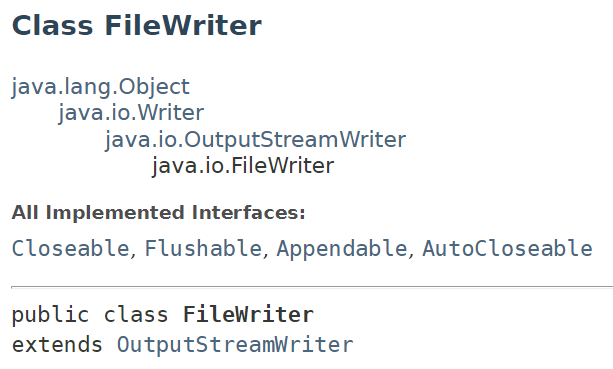 Class FileWriter
java.lang.Object
java.io.Writer
java.io.OutputStreamWriter
java.io.FileWriter
All Implemented Interfaces:
Closeable, Flushable, Appendable, AutoCloseable
public class FileWriter
extends OutputStreamWriter